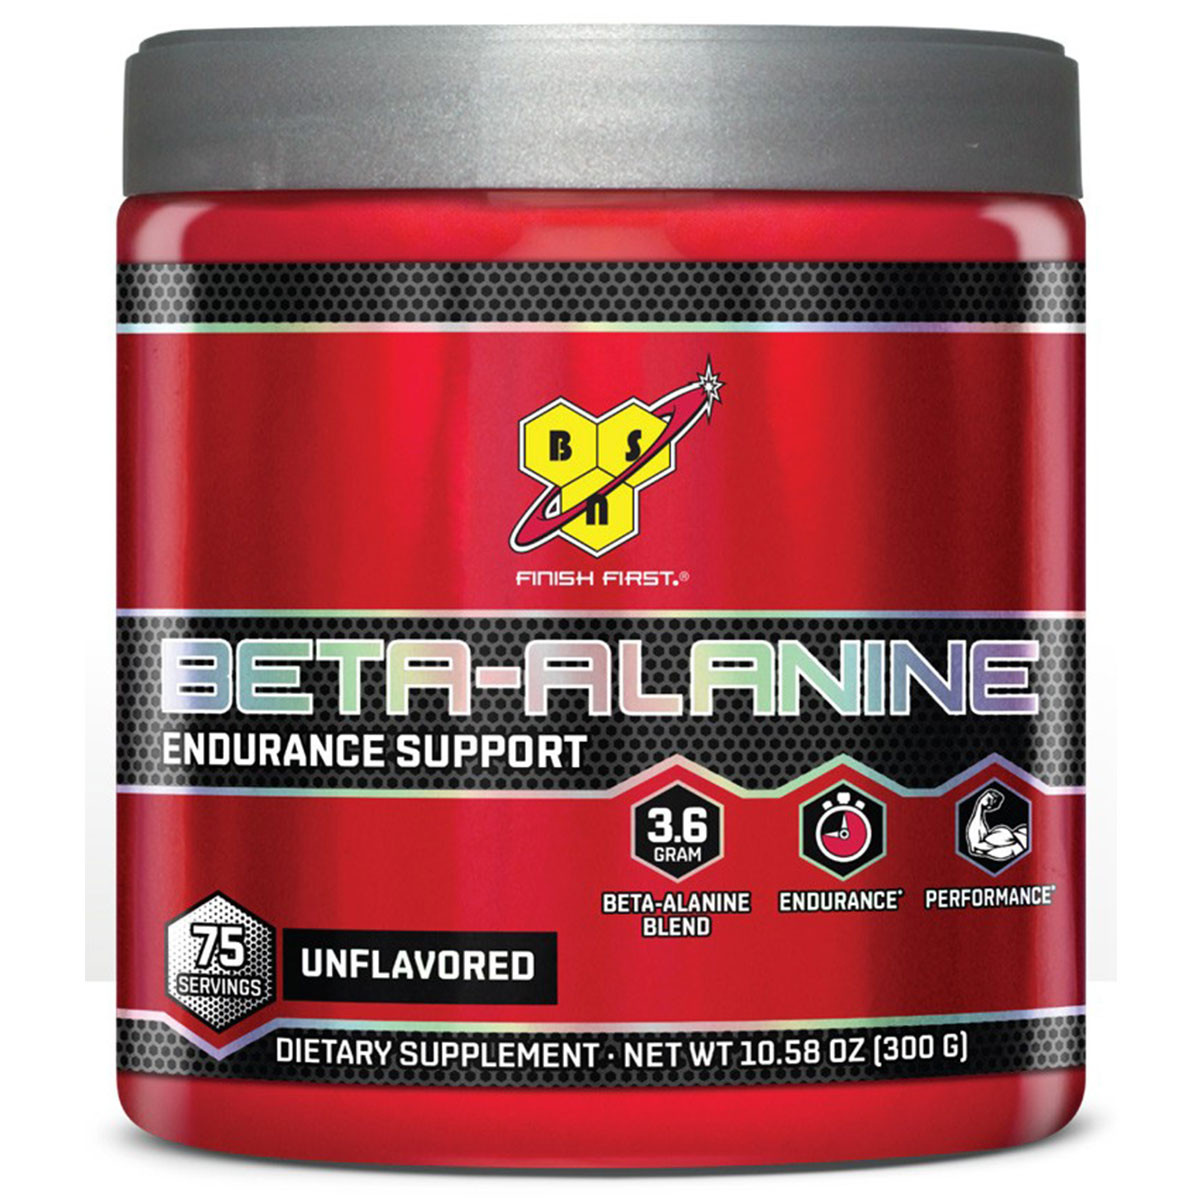 B S
n
FINISH FIRST.®
BETA-ALANINE
ENDURANCE SUPPORT
3.6
GRAM
BETA-ALANINE
BLEND
ENDURANCE*
PERFORMANCE*
75
SERVINGS
UNFLAVORED
DIETARY SUPPLEMENT · NET WT 10.58 OZ (300 G)